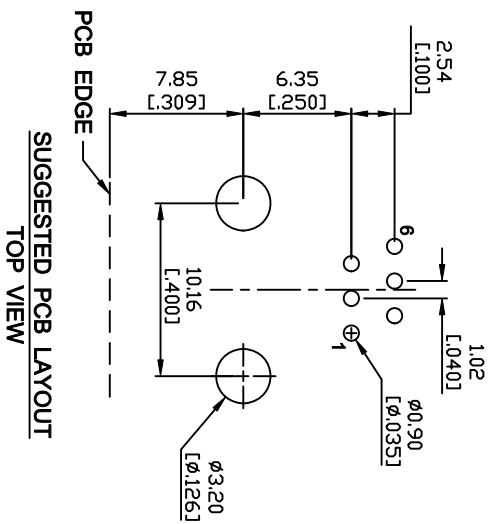 2.54
[.100]
6.35
[.250]
7.85
[.309]
PCB EDGE
6
1.02
[.040]
1
ø0.90
[ø.035]
10.16
[.400]
ø3.20
[ø.126]
SUGGESTED PCB LAYOUT
TOP VIEW